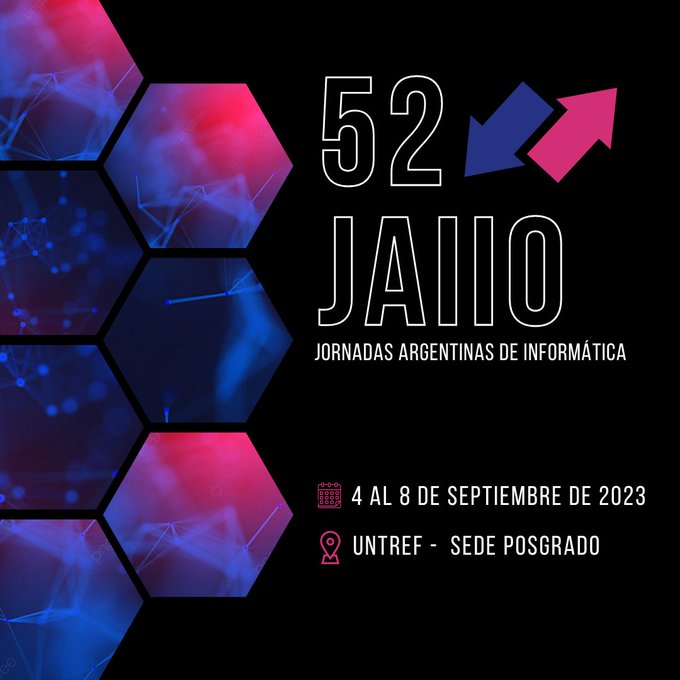 52
JAIIO
JORNADAS ARGENTINAS DE INFORMÁTICA
4 AL 8 DE SEPTIEMBRE DE 2023
UNTREF - SEDE POSGRADO